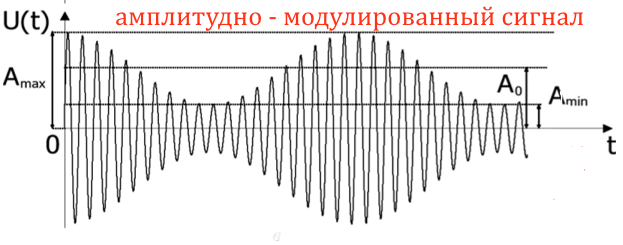 U(t) амплитудно - модулированный сигнал
Amax
A0
Amin
0
t